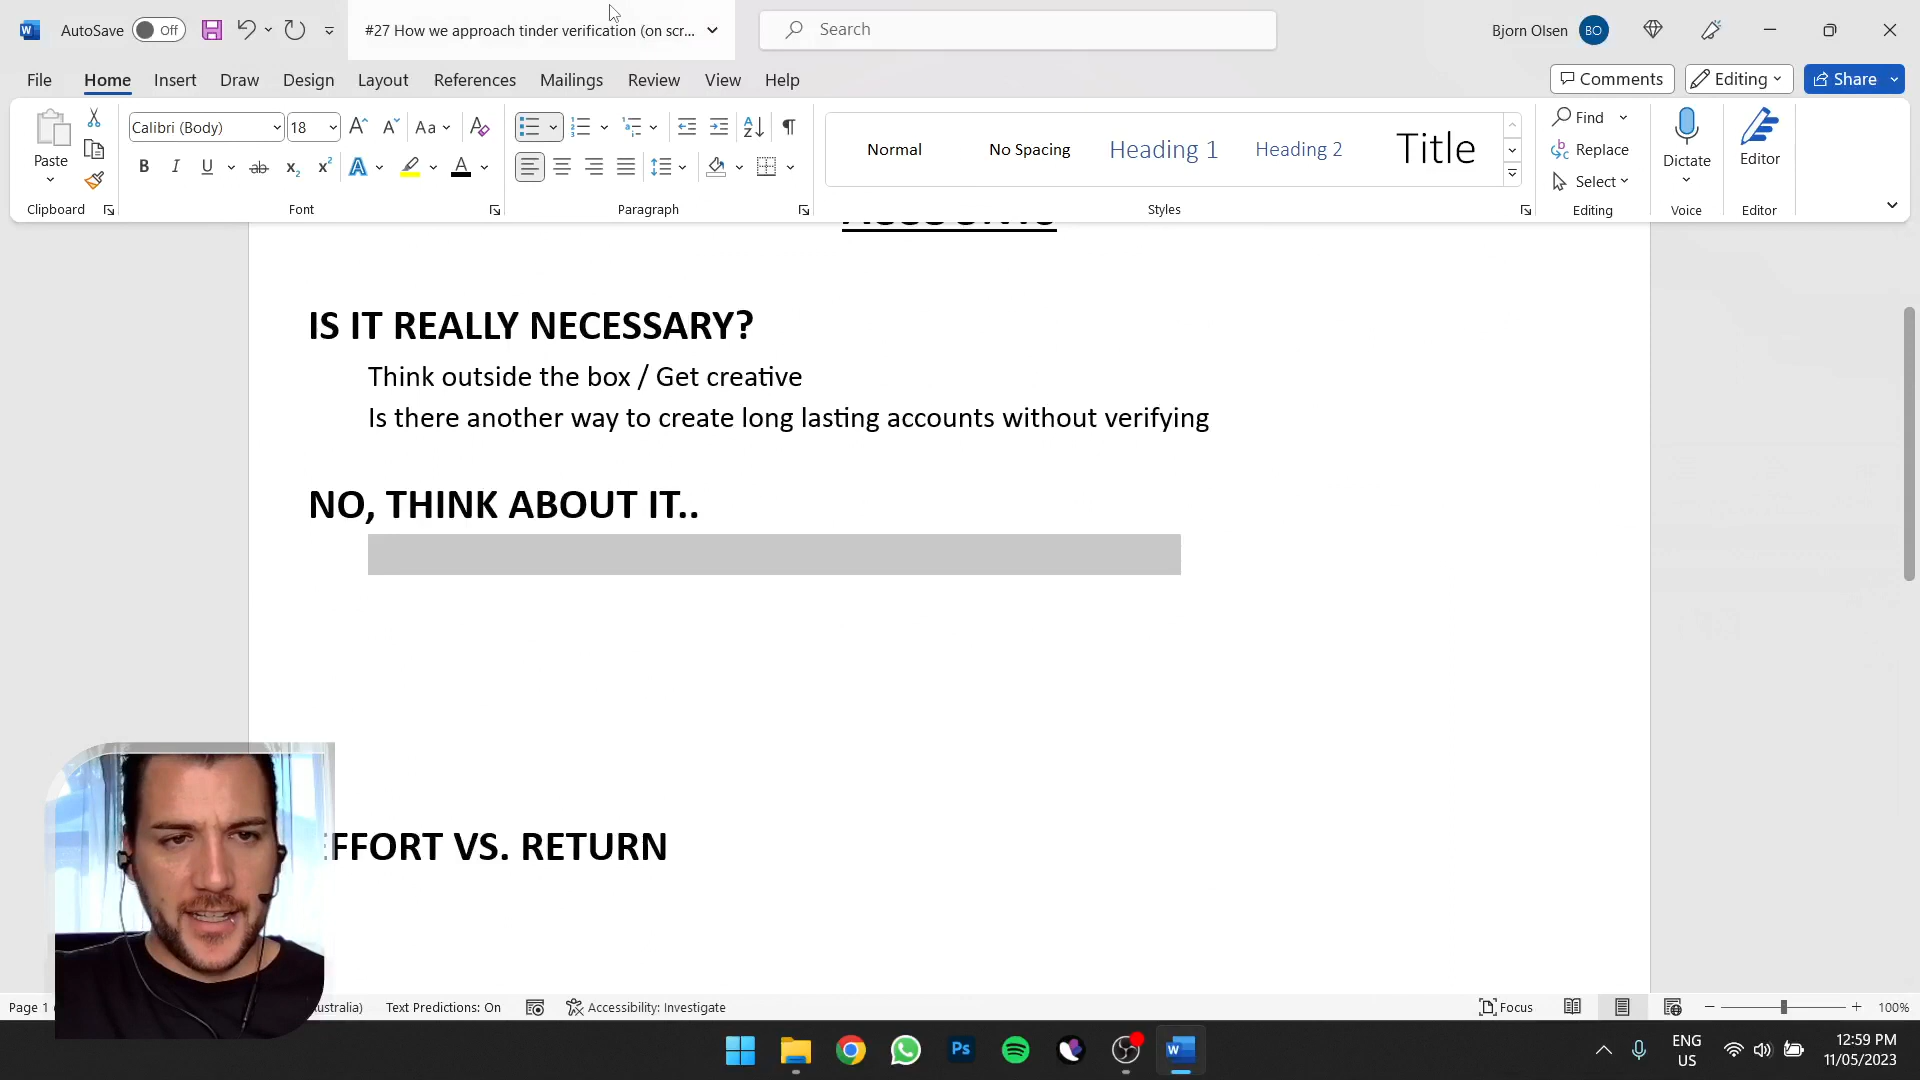 AutoSave Off
#27 How we approach tinder verification (on scr...
Search
Bjorn Olsen
BO
File Home Insert Draw Design Layout References Mailings Review View Help
Comments Editing Share
Paste
Calibri (Body) 18
Clipboard
Font
Paragraph
Normal
No Spacing
Heading 1
Heading 2
Title
Styles
Find
Replace
Select
Editing
Dictate
Voice
Editor
Editor
IS IT REALLY NECESSARY?
Think outside the box / Get creative
Is there another way to create long lasting accounts without verifying
NO, THINK ABOUT IT..
EFFORT VS. RETURN
Page 1
Text Predictions: On
Accessibility: Investigate
Focus
100%
Ps
ENG
US
12:59 PM
11/05/2023